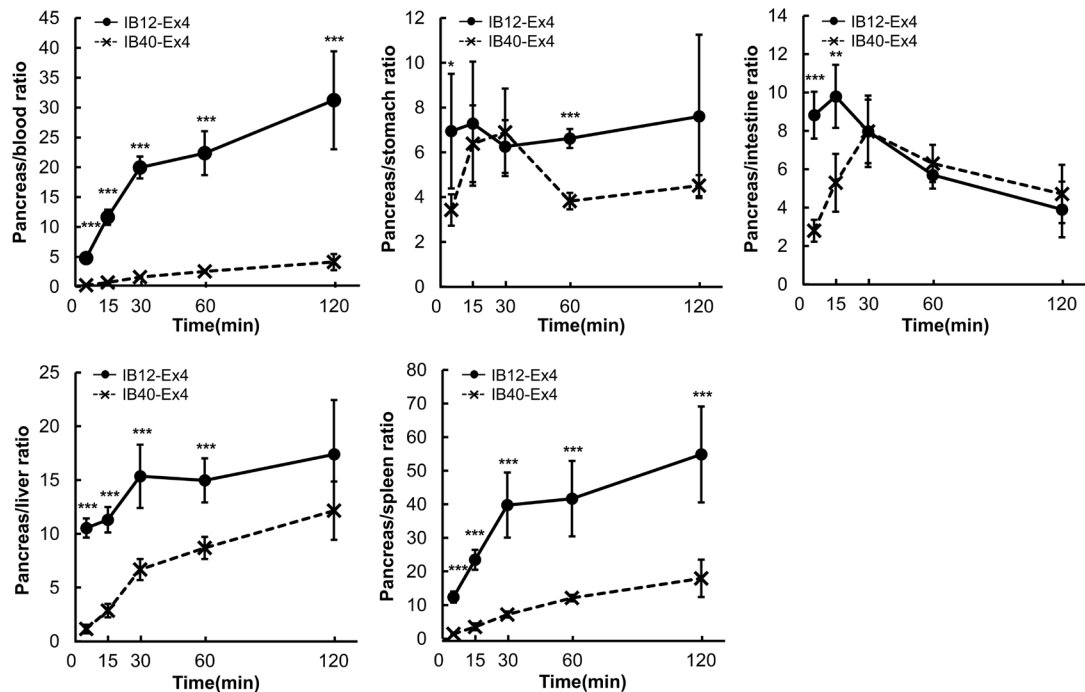 Pancreas/blood ratio
45
40
35
30
25
20
15
10
5
0
IB12-Ex4
IB40-Ex4
***
***
***
***
***
0 15 30 60 120
Time(min)
Pancreas/stomach ratio
12
10
8
6
4
2
0
IB12-Ex4
IB40-Ex4
*
***
0 15 30 60 120
Time(min)
Pancreas/intestine ratio
14
12
10
8
6
4
2
0
IB12-Ex4
IB40-Ex4
***
**
0 15 30 60 120
Time(min)
Pancreas/liver ratio
25
20
15
10
5
0
IB12-Ex4
IB40-Ex4
***
***
***
***
0 15 30 60 120
Time(min)
Pancreas/spleen ratio
80
70
60
50
40
30
20
10
0
IB12-Ex4
IB40-Ex4
***
***
***
***
***
0 15 30 60 120
Time(min)